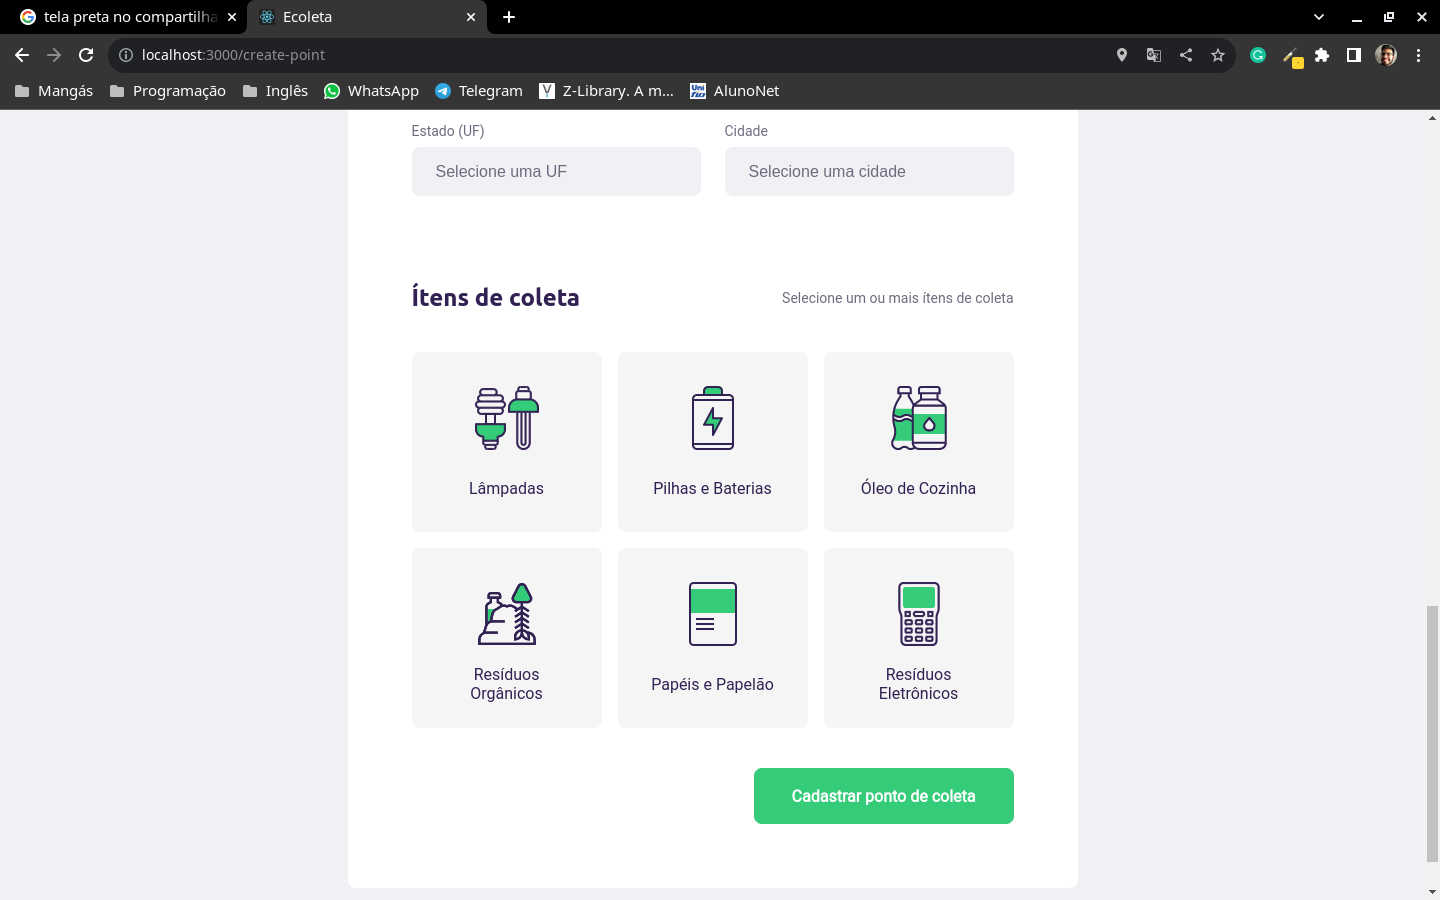 tela preta no compartilha
Ecoleta
localhost:3000/create-point
Mangás
Programação
Inglês
WhatsApp
Telegram
Z-Library. A m...
AlunoNet
Estado (UF)
Cidade
Selecione uma UF
Selecione uma cidade
Ítens de coleta
Selecione um ou mais ítens de coleta
Lâmpadas
Pilhas e Baterias
Óleo de Cozinha
Resíduos
Orgânicos
Papéis e Papelão
Resíduos
Eletrônicos
Cadastrar ponto de coleta